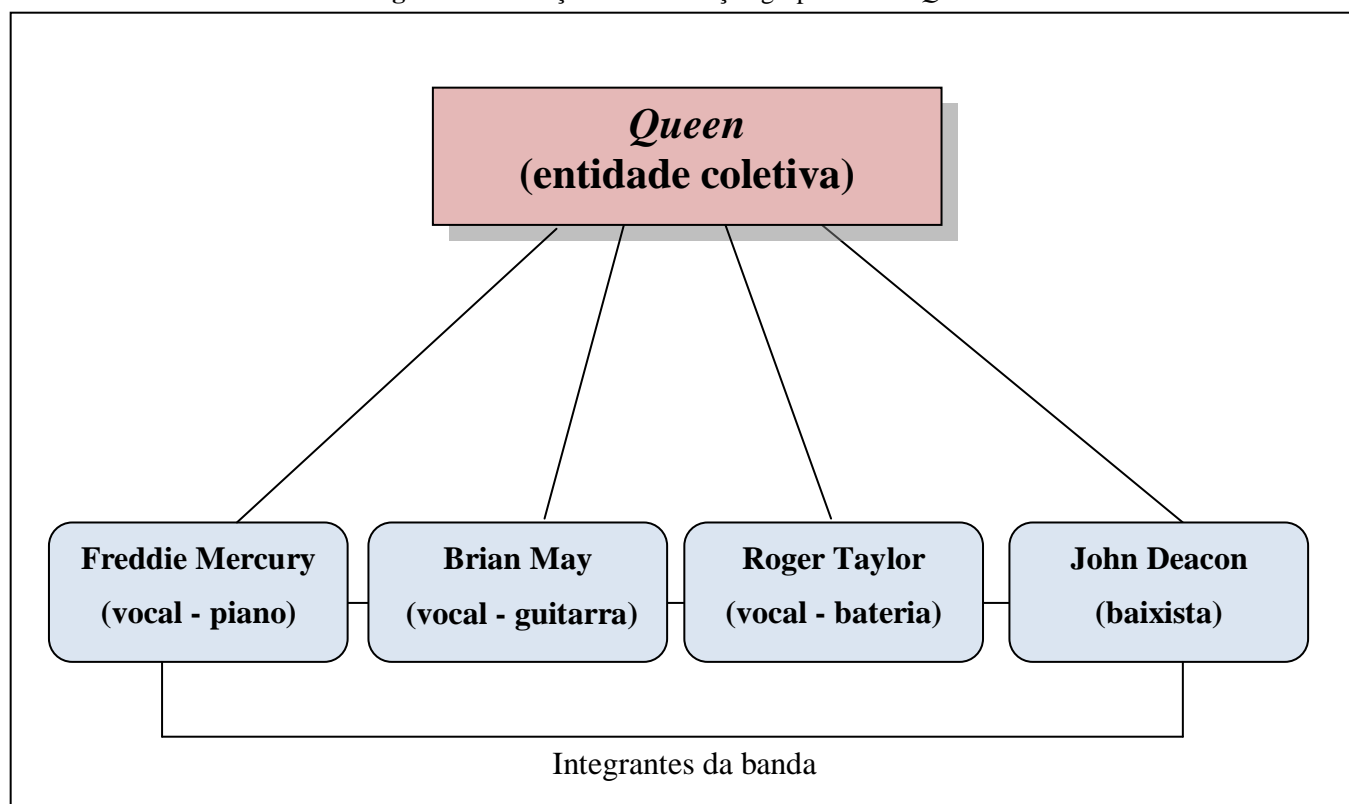 Queen
(entidade coletiva)
Freddie Mercury
(vocal - piano)
Brian May
(vocal - guitarra)
Roger Taylor
(vocal - bateria)
John Deacon
(baixista)
Integrantes da banda